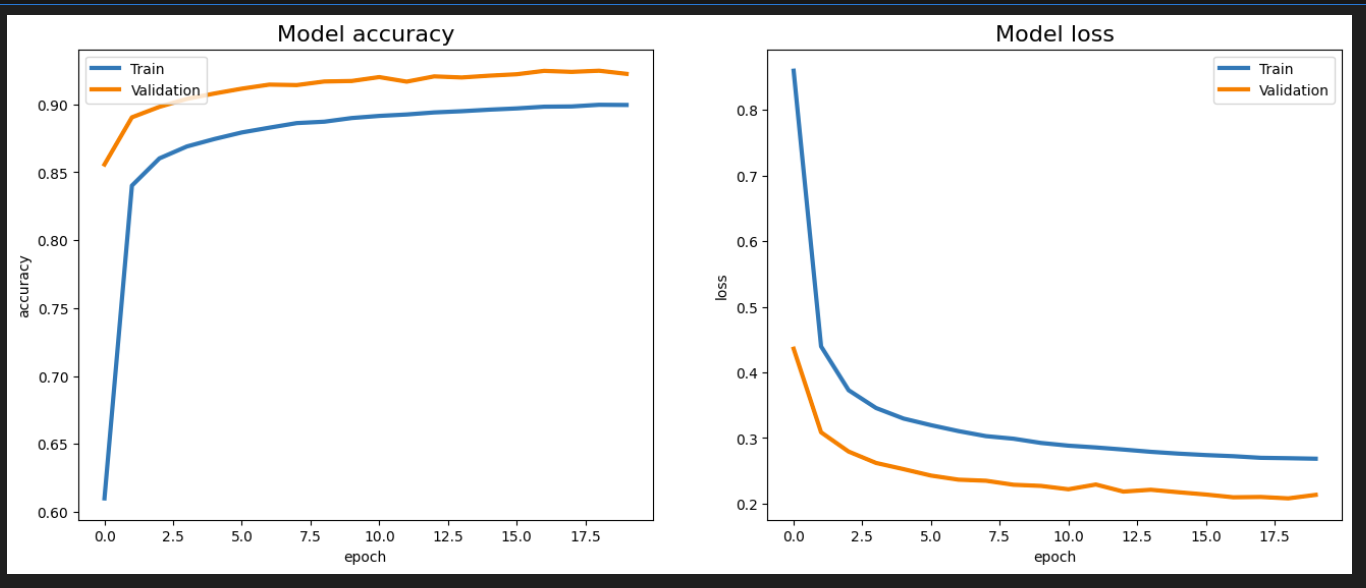 Model accuracy
Train
Validation
0.90
0.85
0.80
0.75
0.70
0.65
0.60
accuracy
0.0 2.5 5.0 7.5 10.0 12.5 15.0 17.5
epoch
Model loss
Train
Validation
0.8
0.7
0.6
0.5
0.4
0.3
0.2
loss
0.0 2.5 5.0 7.5 10.0 12.5 15.0 17.5
epoch